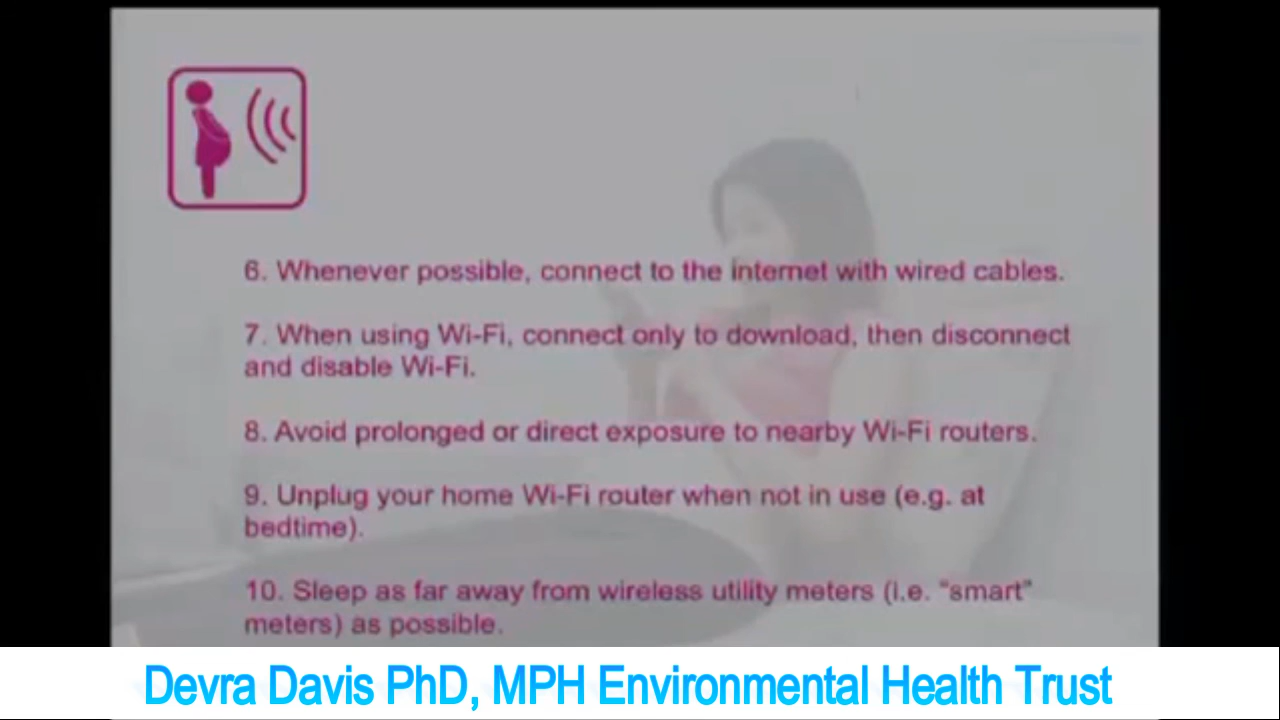 6. Whenever possible, connect to the internet with wired cables.
7. When using Wi-Fi, connect only to download, then disconnect
and disable Wi-Fi.
8. Avoid prolonged or direct exposure to nearby Wi-Fi routers.
9. Unplug your home Wi-Fi router when not in use (e.g. at
bedtime).
10. Sleep as far away from wireless utility meters (i.e. "smart"
meters) as possible.
Devra Davis PhD, MPH Environmental Health Trust